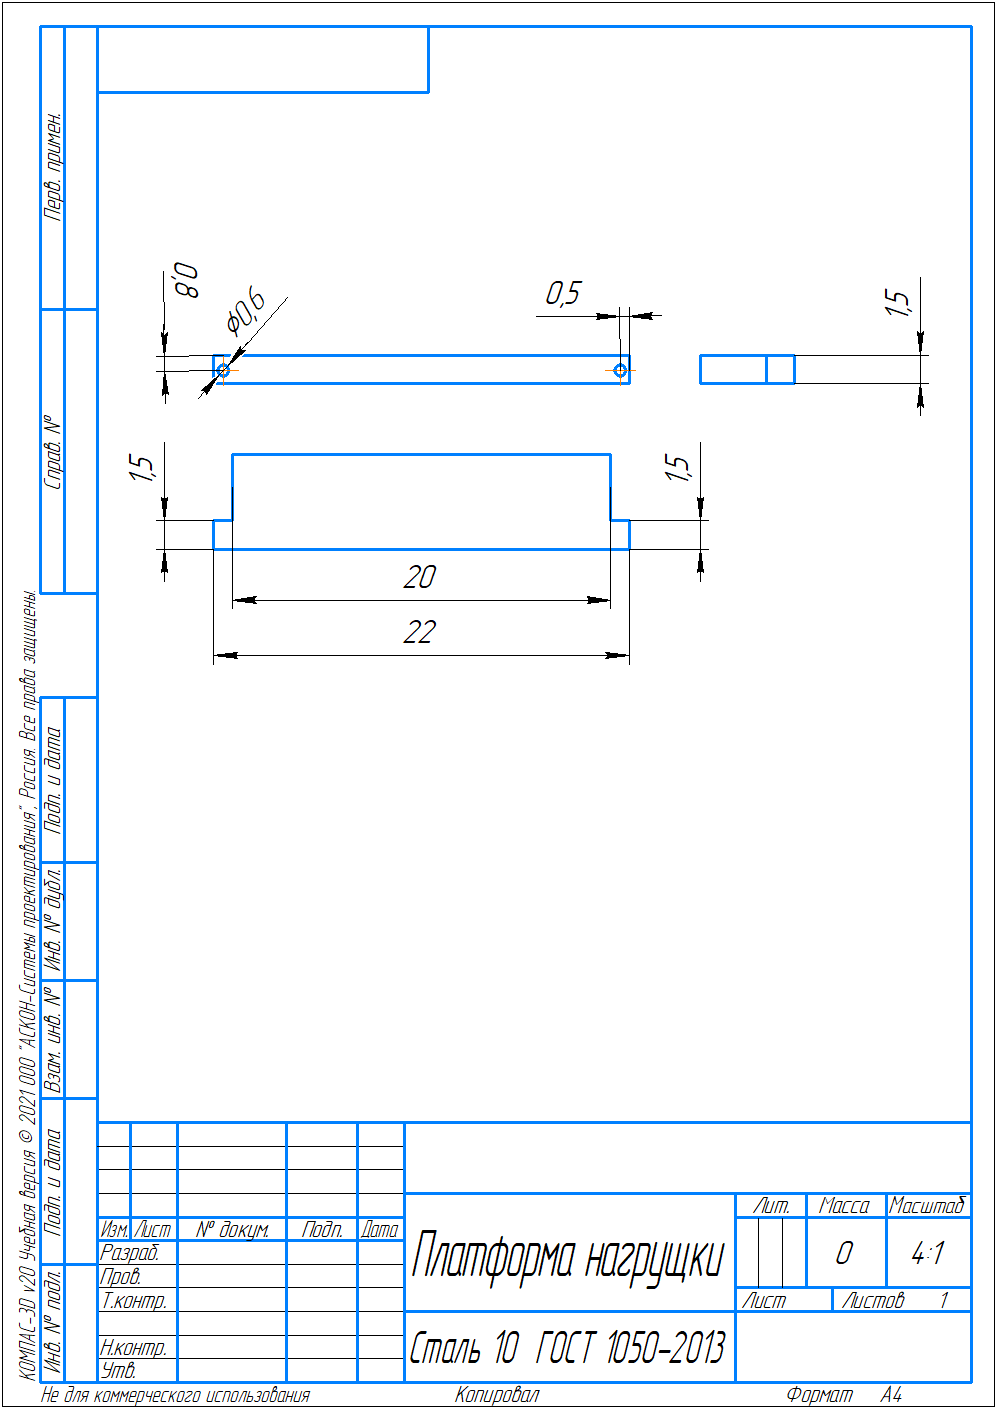 Перв. примен.
Справ. №
Подп. и дата
Инв. № дубл.
Взам. инв. №
Подп. и дата
Инв. № подл.
КОМПАС-3D v20 Учебная версия © 2021 ООО "АСКОН-Системы проектирования", Россия. Все права защищены.
0,8
⌀0,6
0,5
1,5
1,5
1,5
20
22
Изм. Лист № докум. Подп. Дата
Разраб.
Пров.
Т.контр.
Н.контр.
Утв.
Платформа нагрущки
Сталь 10 ГОСТ 1050-2013
Лит. Масса Масштаб
0 4:1
Лист Листов 1
Не для коммерческого использования Копировал Формат А4